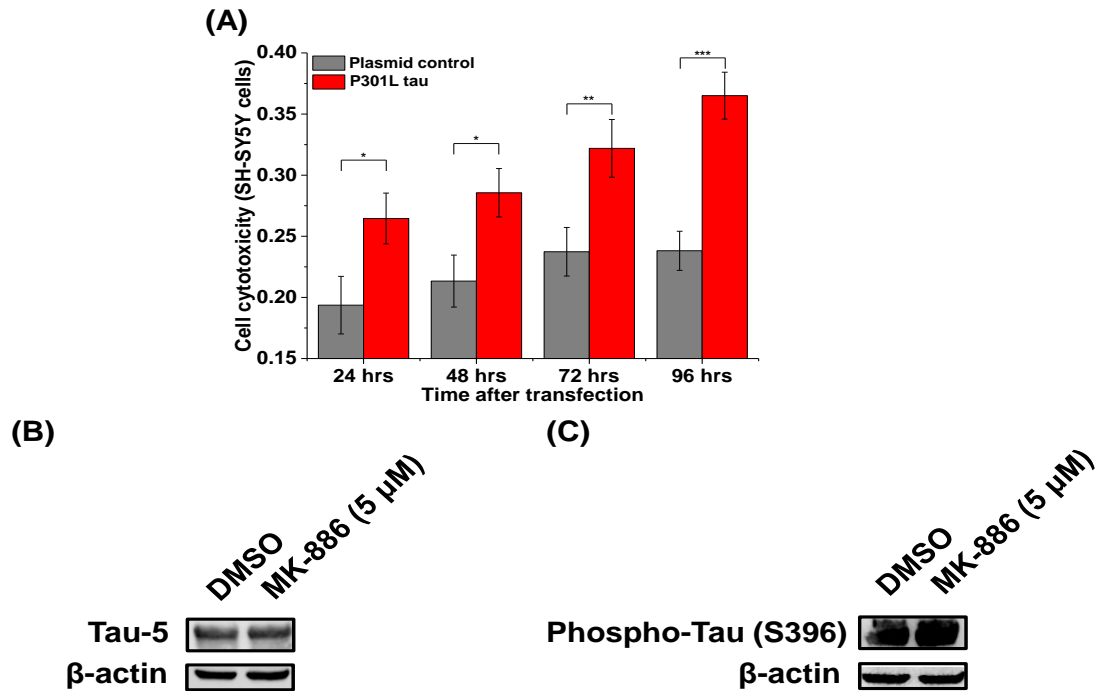 (A)
Cell cytotoxicity (SH-SY5Y cells)
0.40
0.35
0.30
0.25
0.20
0.15
Plasmid control
P301L tau
*
*
**
***
24 hrs
48 hrs
72 hrs
96 hrs
Time after transfection
(B)
DMSO
MK-886 (5 µM)
Tau-5
β-actin
(C)
DMSO
MK-886 (5 µM)
Phospho-Tau (S396)
β-actin